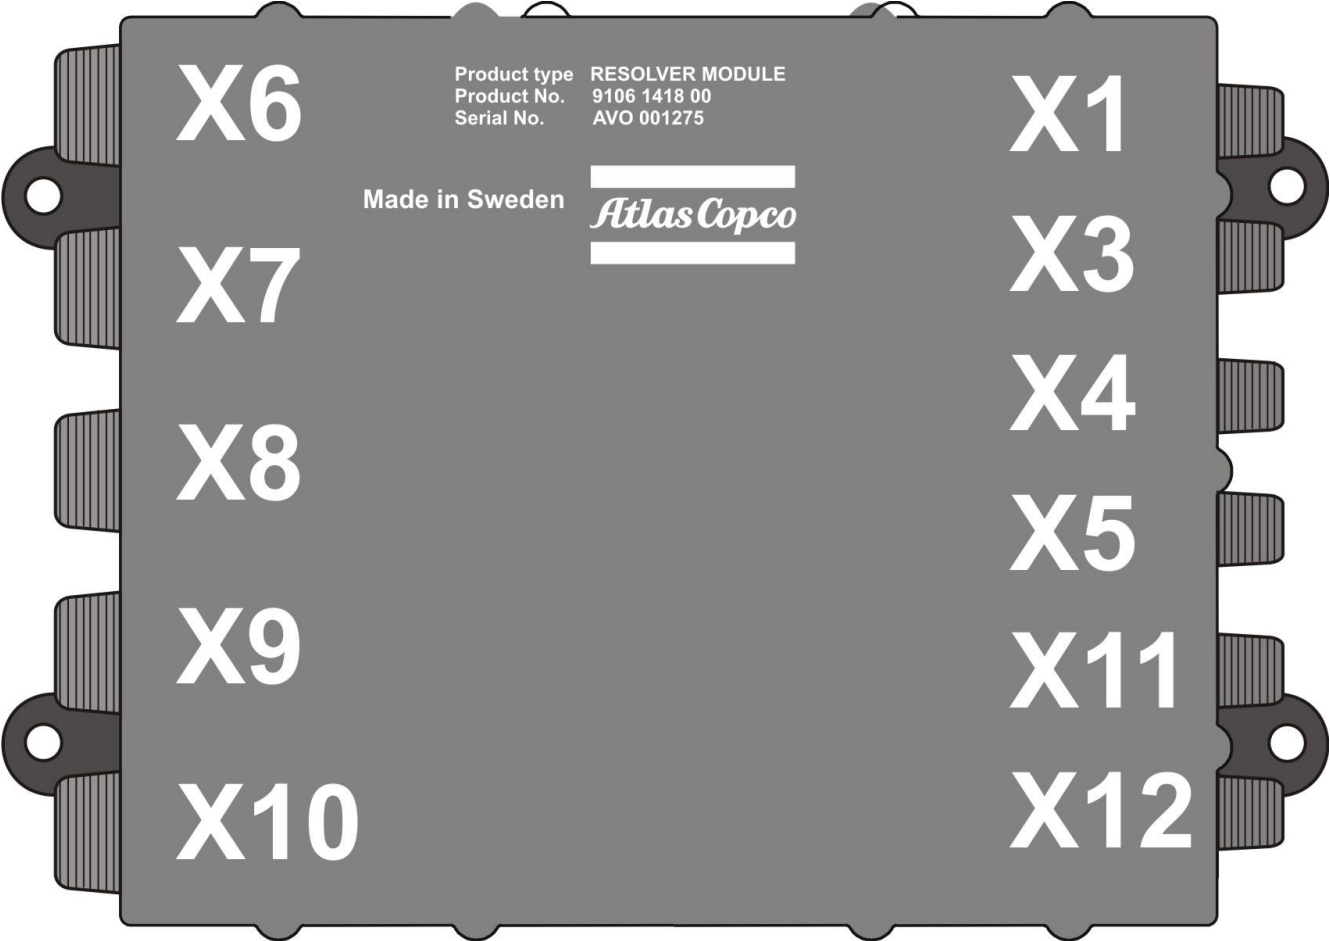 X6
Product type RESOLVER MODULE
Product No. 9106 1418 00
Serial No. AVO 001275
X1
Made in Sweden
Atlas Copco
X3
X7
X4
X8
X5
X9
X11
X10
X12